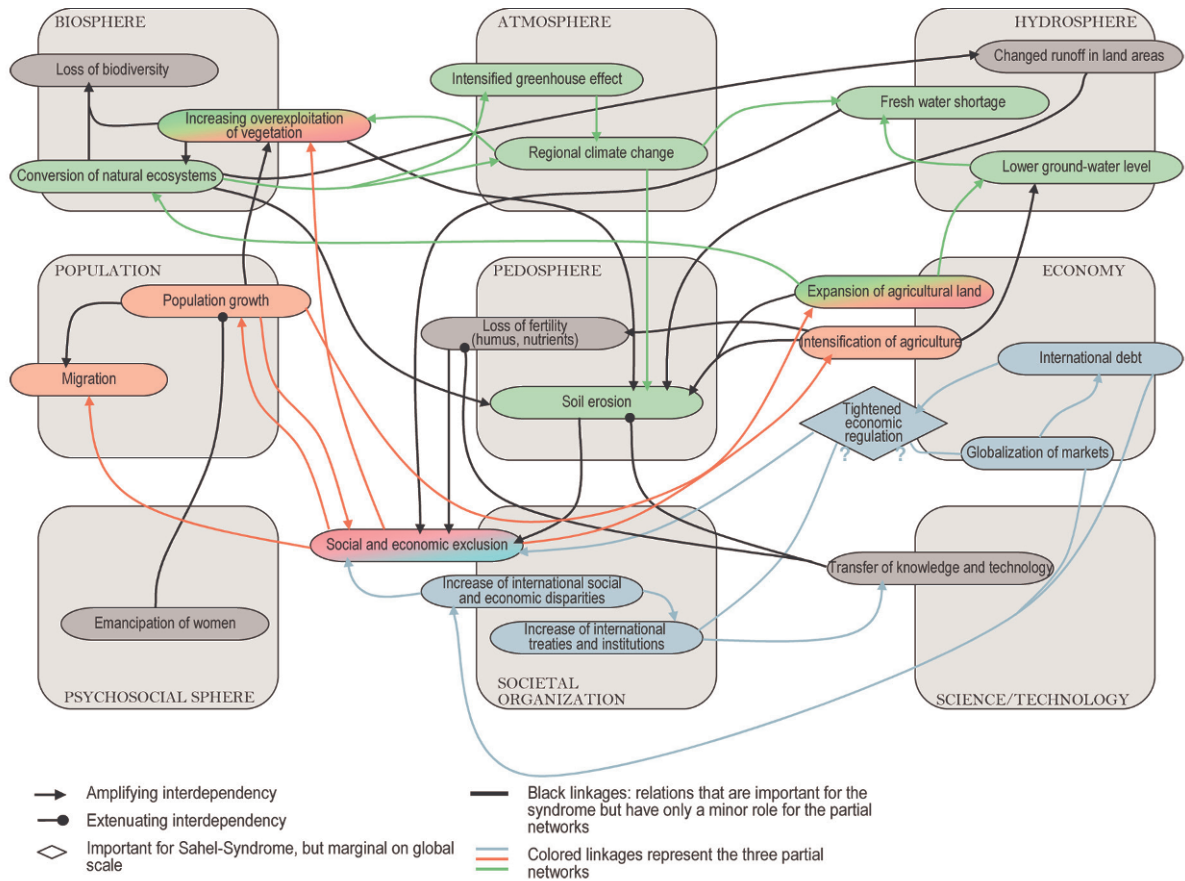 BIOSPHERE
ATMOSPHERE
HYDROSPHERE
Loss of biodiversity
Intensified greenhouse effect
Changed runoff in land areas
Increasing overexploitation
of vegetation
Fresh water shortage
Conversion of natural ecosystems
Regional climate change
Lower ground-water level
POPULATION
PEDOSPHERE
ECONOMY
Population growth
Expansion of agricultural land
Loss of fertility
(humus, nutrients)
Intensification of agriculture
Migration
International debt
Soil erosion
Tightened
economic
regulation
? ?
Globalization of markets
Social and economic exclusion
Transfer of knowledge and technology
Increase of international social
and economic disparities
Emancipation of women
Increase of international
treaties and institutions
PSYCHOSOCIAL SPHERE
SOCIETAL
ORGANIZATION
SCIENCE/TECHNOLOGY
Amplifying interdependency
Extenuating interdependency
Important for Sahel-Syndrome, but marginal on global
scale
Black linkages: relations that are important for the
syndrome but have only a minor role for the partial
networks
Colored linkages represent the three partial
networks